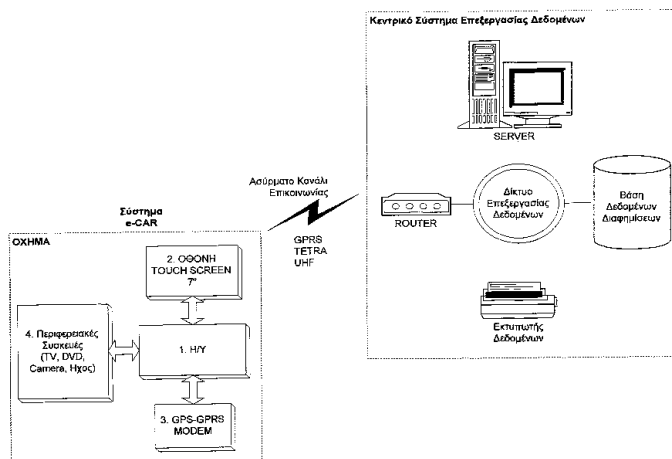 Κεντρικό Σύστημα Επεξεργασίας Δεδομένων
SERVER
Ασύρματο Κανάλι
Επικοινωνίας
GPRS
TETRA
UHF
ROUTER
Δίκτυο
Επεξεργασίας
Δεδομένων
Βάση
Δεδομένων
Διαφημίσεων
Εκτυπωτής
Δεδομένων
Σύστημα
e-CAR
ΟΧΗΜΑ
2. ΟΘΟΝΗ
TOUCH SCREEN
7"
4. Περιφερειακές
Συσκευές
(TV, DVD,
Camera, Ηχος)
1. Η/Υ
3. GPS-GPRS
MODEM